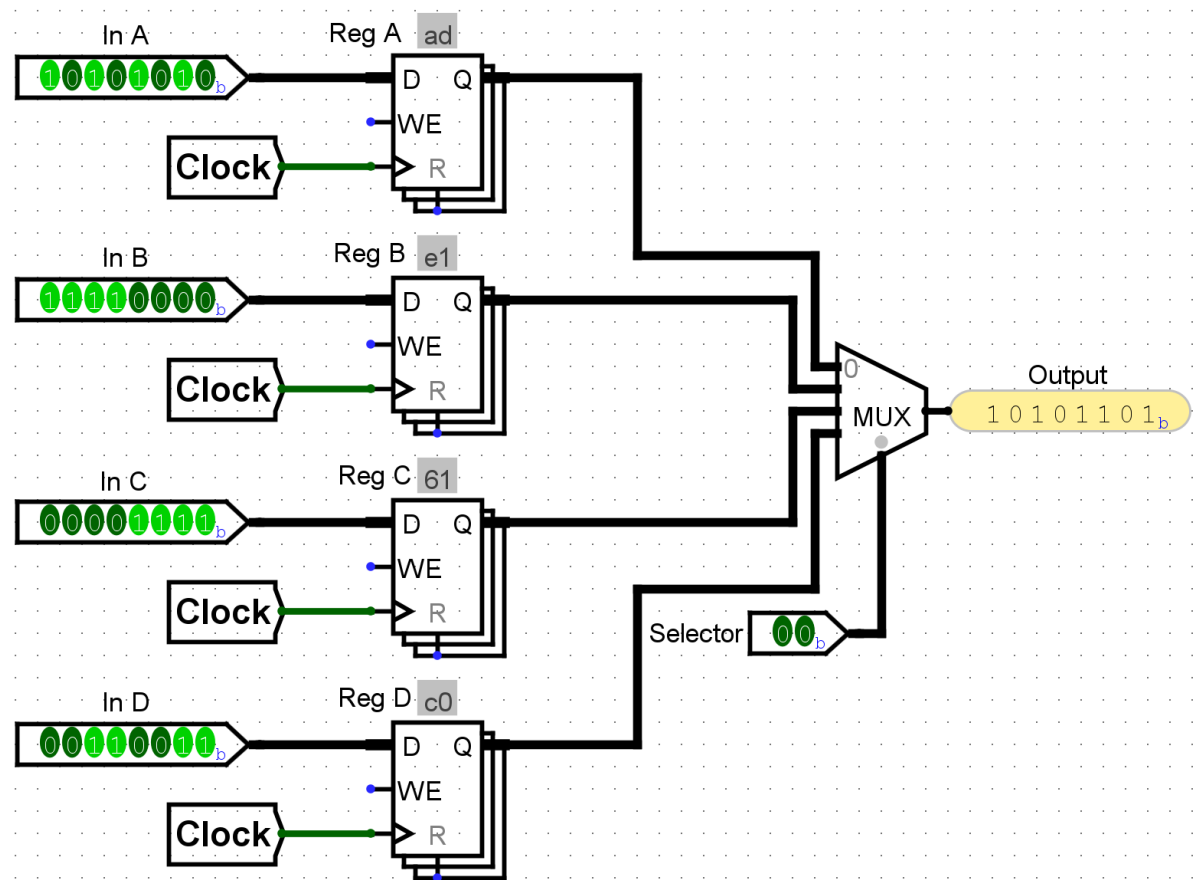 In A
Reg A ad
10101010b
D Q
WE
Clock
R
In B
Reg B e1
11110000b
D Q
WE
Clock
R
0
MUX
Output
10101101b
In C
Reg C 61
00001111b
D Q
WE
Clock
R
Selector 00b
In D
Reg D c0
00110011b
D Q
WE
Clock
R